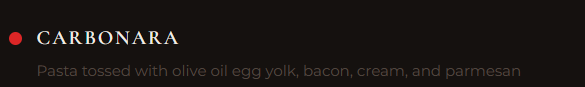 CARBONARA
Pasta tossed with olive oil egg yolk, bacon, cream, and parmesan